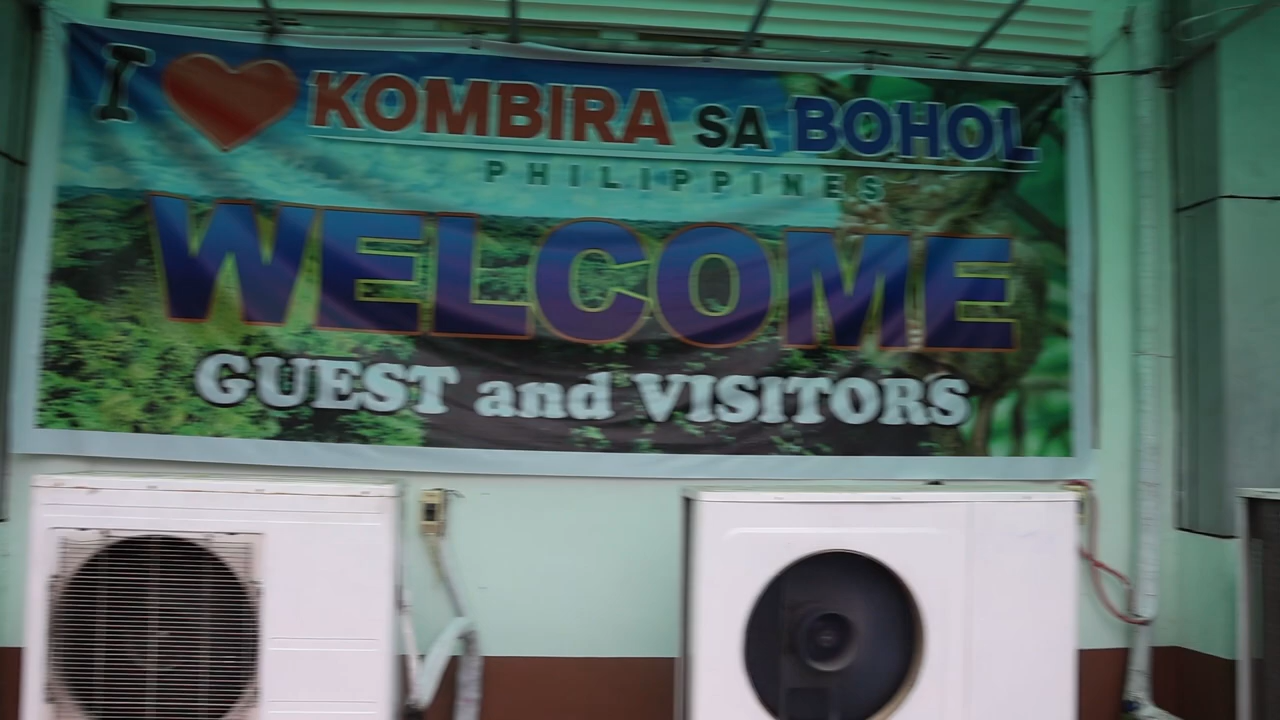 I ❤ KOMBIRA SA BOHOL
PHILIPPINES
WELCOME
GUEST and VISITORS